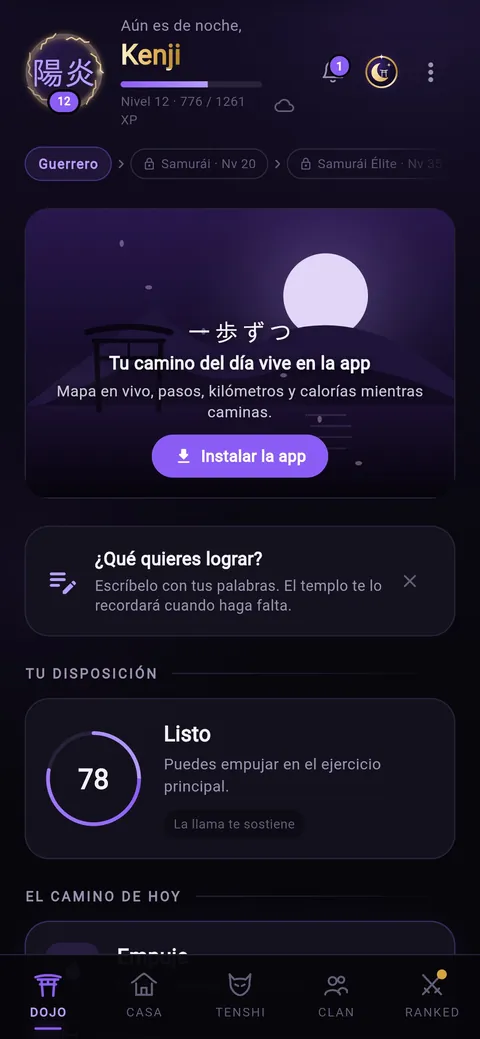 Aún es de noche,
陽炎
Kenji
12
1
Nivel 12 · 776 / 1261
XP
Guerrero
Samurái · Nv 20
Samurái Élite · Nv 35
一歩ずつ
Tu camino del día vive en la app
Mapa en vivo, pasos, kilómetros y calorías mientras
caminas.
Instalar la app
¿Qué quieres lograr?
Escríbelo con tus palabras. El templo te lo
recordará cuando haga falta.
TU DISPOSICIÓN
78
Listo
Puedes empujar en el ejercicio
principal.
La llama te sostiene
EL CAMINO DE HOY
Empuje
DOJO
CASA
TENSHI
CLAN
RANKED